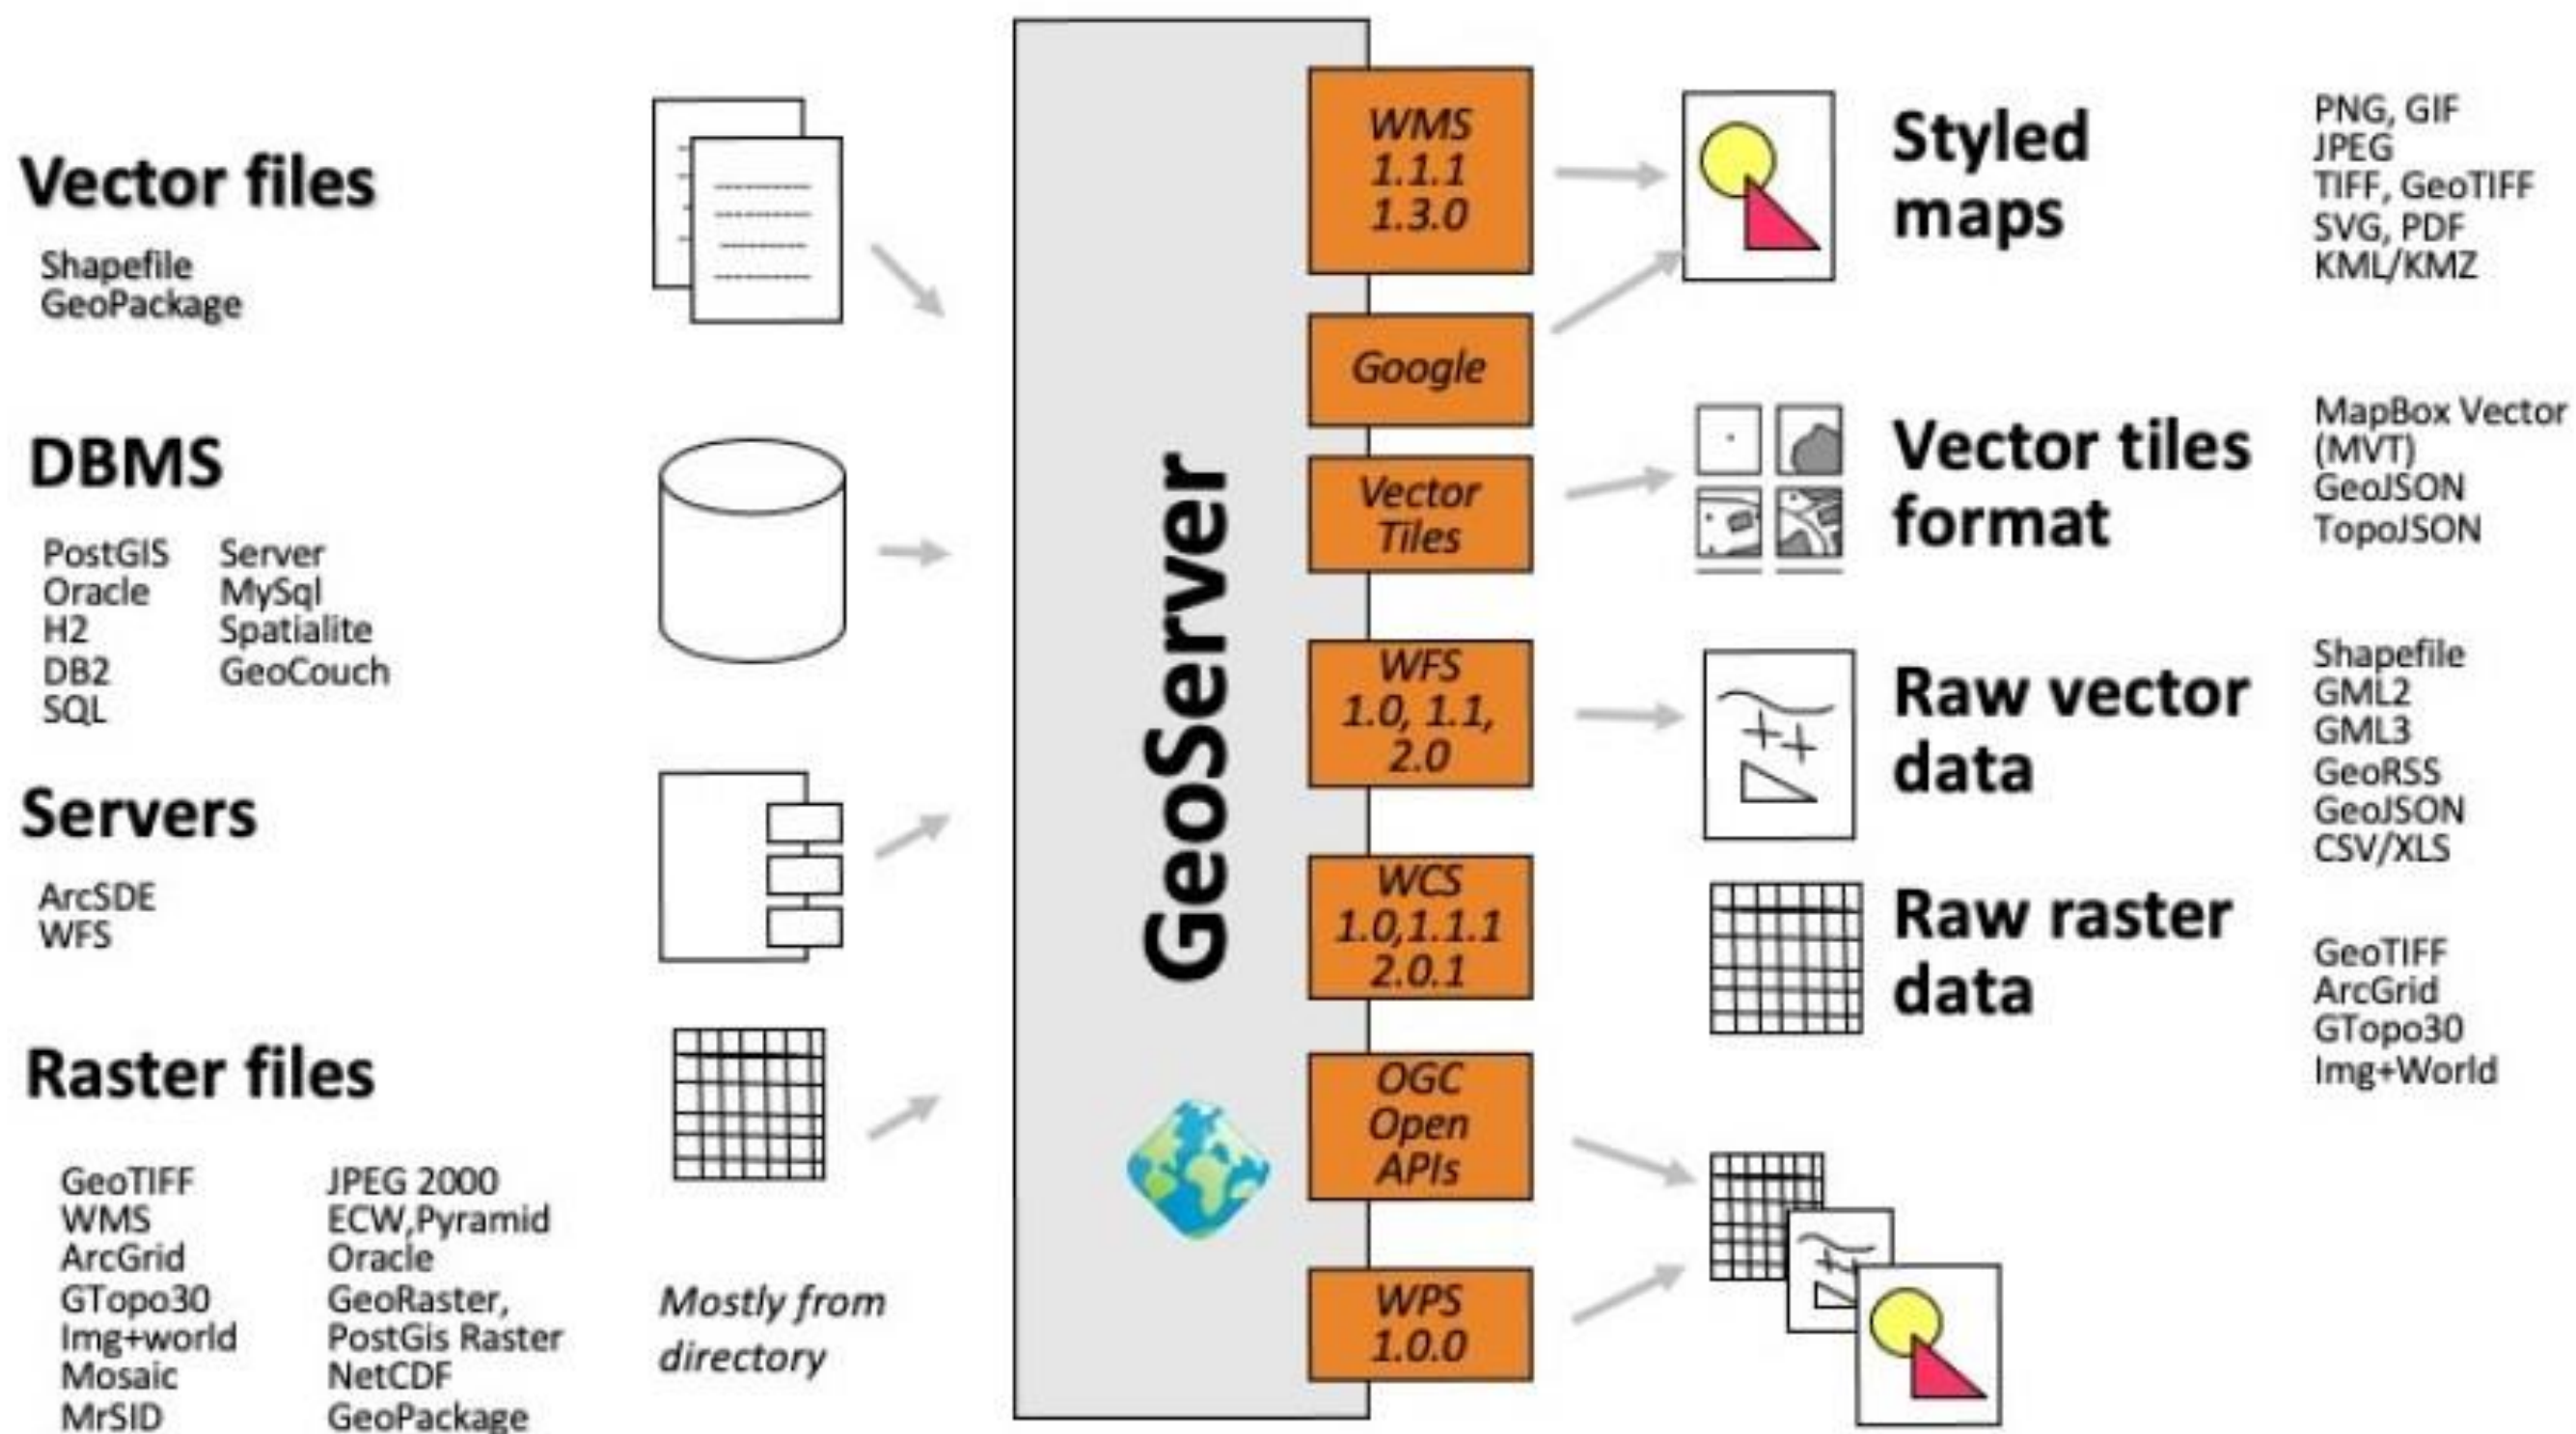 Vector files
Shapefile
GeoPackage
DBMS
PostGIS
Oracle
H2
DB2
SQL
Server
MySql
Spatialite
GeoCouch
Servers
ArcSDE
WFS
Raster files
GeoTIFF
WMS
ArcGrid
GTopo30
Img+world
Mosaic
MrSID
JPEG 2000
ECW,Pyramid
Oracle
GeoRaster,
PostGis Raster
NetCDF
GeoPackage
Mostly from
directory
GeoServer
WMS
1.1.1
1.3.0
Google
Vector
Tiles
WFS
1.0, 1.1,
2.0
WCS
1.0,1.1.1
2.0.1
OGC
Open
APIs
WPS
1.0.0
Styled
maps
PNG, GIF
JPEG
TIFF, GeoTIFF
SVG, PDF
KML/KMZ
Vector tiles
format
MapBox Vector
(MVT)
GeoJSON
TopoJSON
Raw vector
data
Shapefile
GML2
GML3
GeoRSS
GeoJSON
CSV/XLS
Raw raster
data
GeoTIFF
ArcGrid
GTopo30
Img+World